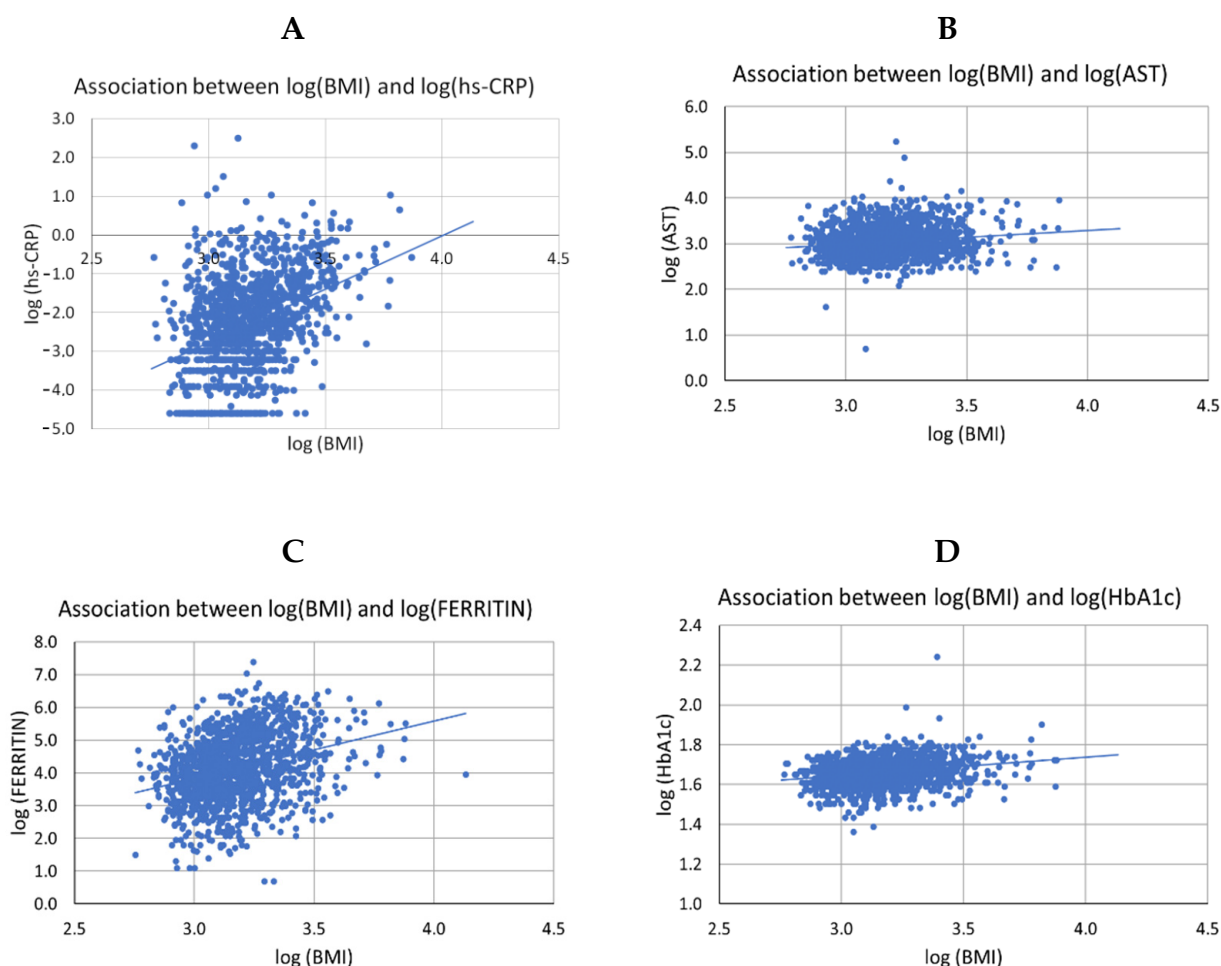 A
Association between log(BMI) and log(hs-CRP)
3.0
2.0
1.0
0.0
2.5 3.0 3.5 4.0 4.5
-1.0
-2.0
-3.0
-4.0
-5.0
log (hs-CRP)
log (BMI)
B
Association between log(BMI) and log(AST)
6.0
5.0
4.0
3.0
2.0
1.0
0.0
log (AST)
2.5 3.0 3.5 4.0 4.5
log (BMI)
C
Association between log(BMI) and log(FERRITIN)
8.0
7.0
6.0
5.0
4.0
3.0
2.0
1.0
0.0
log (FERRITIN)
2.5 3.0 3.5 4.0 4.5
log (BMI)
D
Association between log(BMI) and log(HbA1c)
2.4
2.2
2.0
1.8
1.6
1.4
1.2
1.0
log (HbA1c)
2.5 3.0 3.5 4.0 4.5
log (BMI)